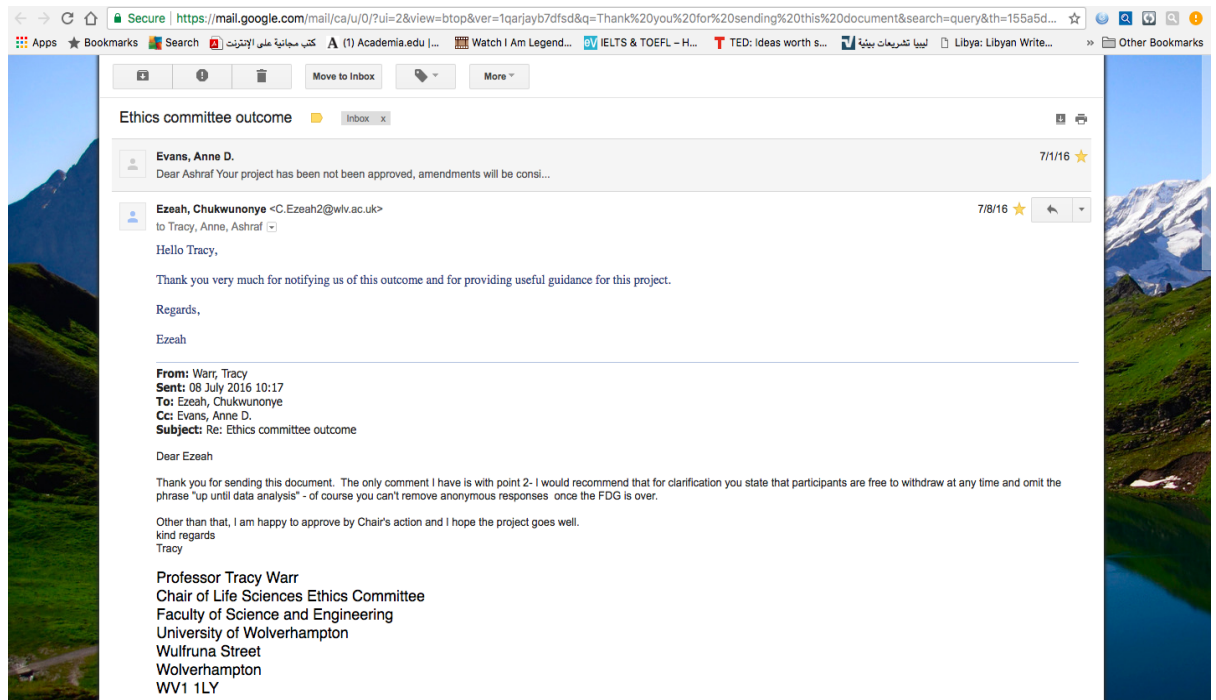 Secure | https://mail.google.com/mail/ca/u/0/?ui=2&view=btop&ver=1qarjayb7dfsd&q=Thank%20you%20for%20sending%20this%20document&search=query&th=155a5d...
Apps Bookmarks Search كتب مجانية على الإنترنت A (1) Academia.edu |... Watch I Am Legend... eV IELTS & TOEFL – H... T TED: Ideas worth s... ليبيا تشريعات بيئية Libya: Libyan Write... » Other Bookmarks
Move to Inbox More
Ethics committee outcome Inbox x
Evans, Anne D. 7/1/16
Dear Ashraf Your project has been not been approved, amendments will be consi...
Ezeah, Chukwunonye <C.Ezeah2@wlv.ac.uk> 7/8/16
to Tracy, Anne, Ashraf
Hello Tracy,
Thank you very much for notifying us of this outcome and for providing useful guidance for this project.
Regards,
Ezeah
From: Warr, Tracy
Sent: 08 July 2016 10:17
To: Ezeah, Chukwunonye
Cc: Evans, Anne D.
Subject: Re: Ethics committee outcome
Dear Ezeah
Thank you for sending this document. The only comment I have is with point 2- I would recommend that for clarification you state that participants are free to withdraw at any time and omit the
phrase "up until data analysis" - of course you can't remove anonymous responses once the FDG is over.
Other than that, I am happy to approve by Chair's action and I hope the project goes well.
kind regards
Tracy
Professor Tracy Warr
Chair of Life Sciences Ethics Committee
Faculty of Science and Engineering
University of Wolverhampton
Wulfruna Street
Wolverhampton
WV1 1LY